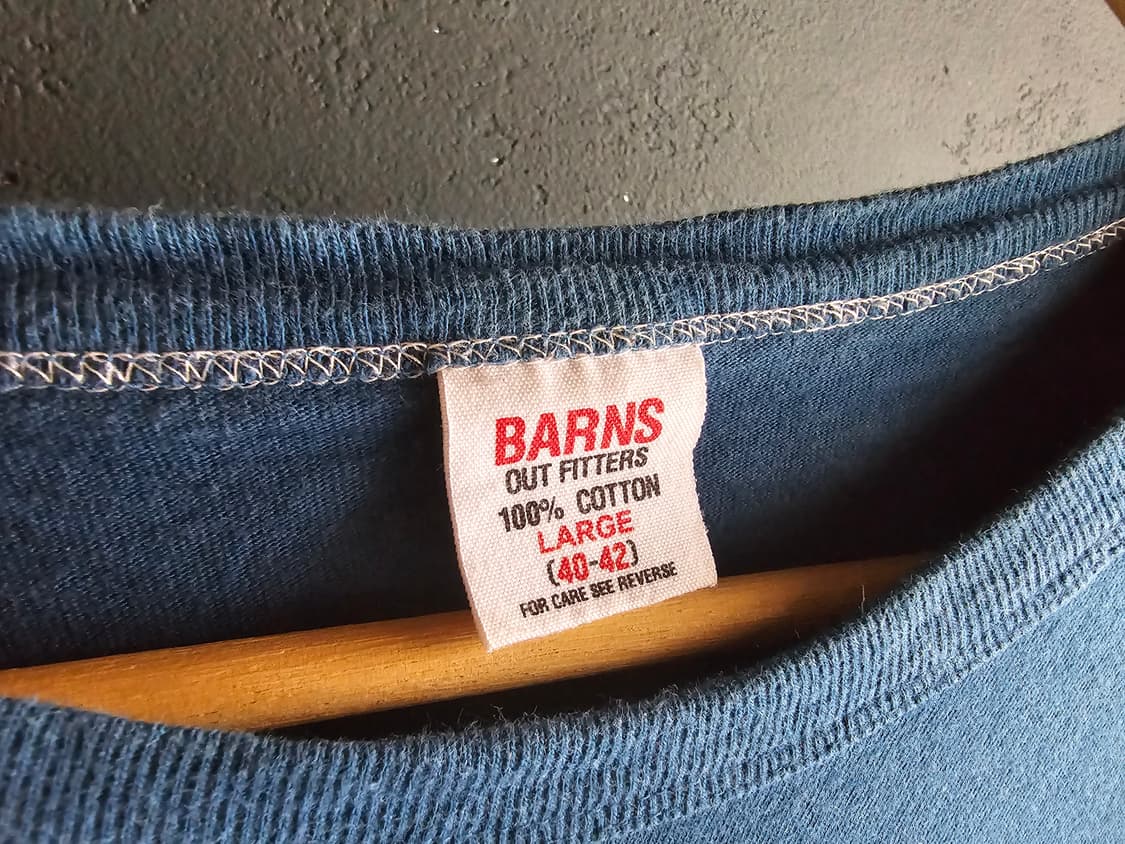 BARNS
OUT FITTERS
100% COTTON
LARGE
(40-42)
FOR CARE SEE REVERSE